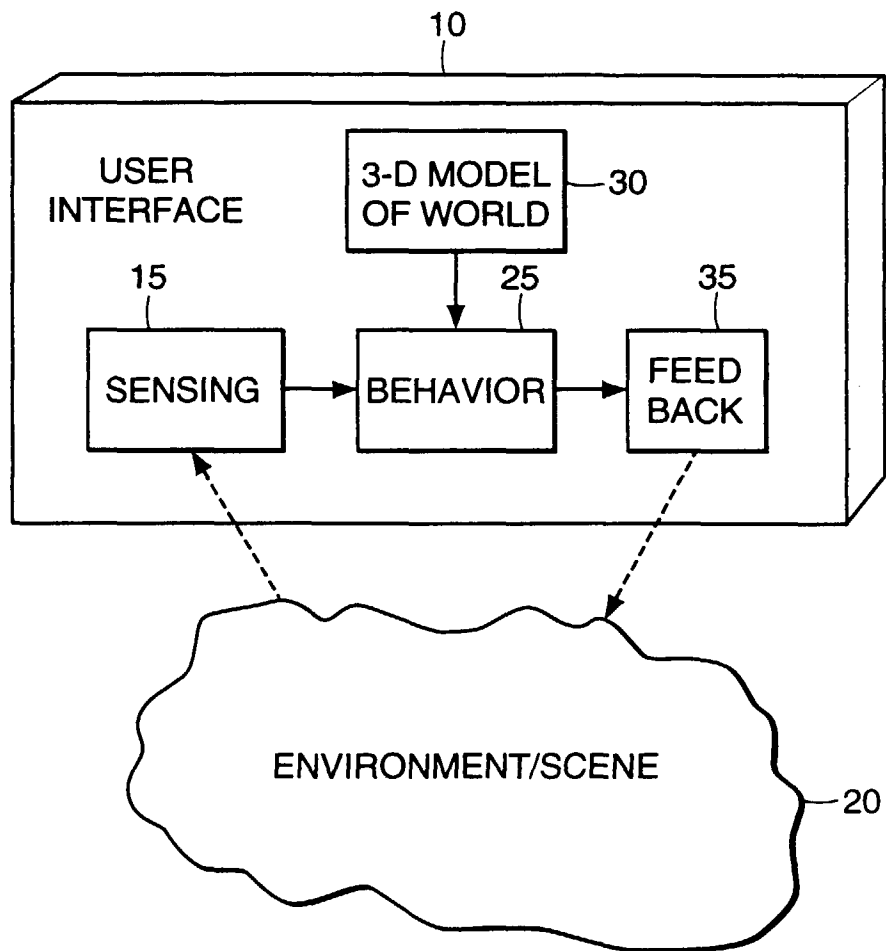 10
USER
INTERFACE
3-D MODEL
OF WORLD
30
15
25
35
SENSING
BEHAVIOR
FEED
BACK
ENVIRONMENT/SCENE
20